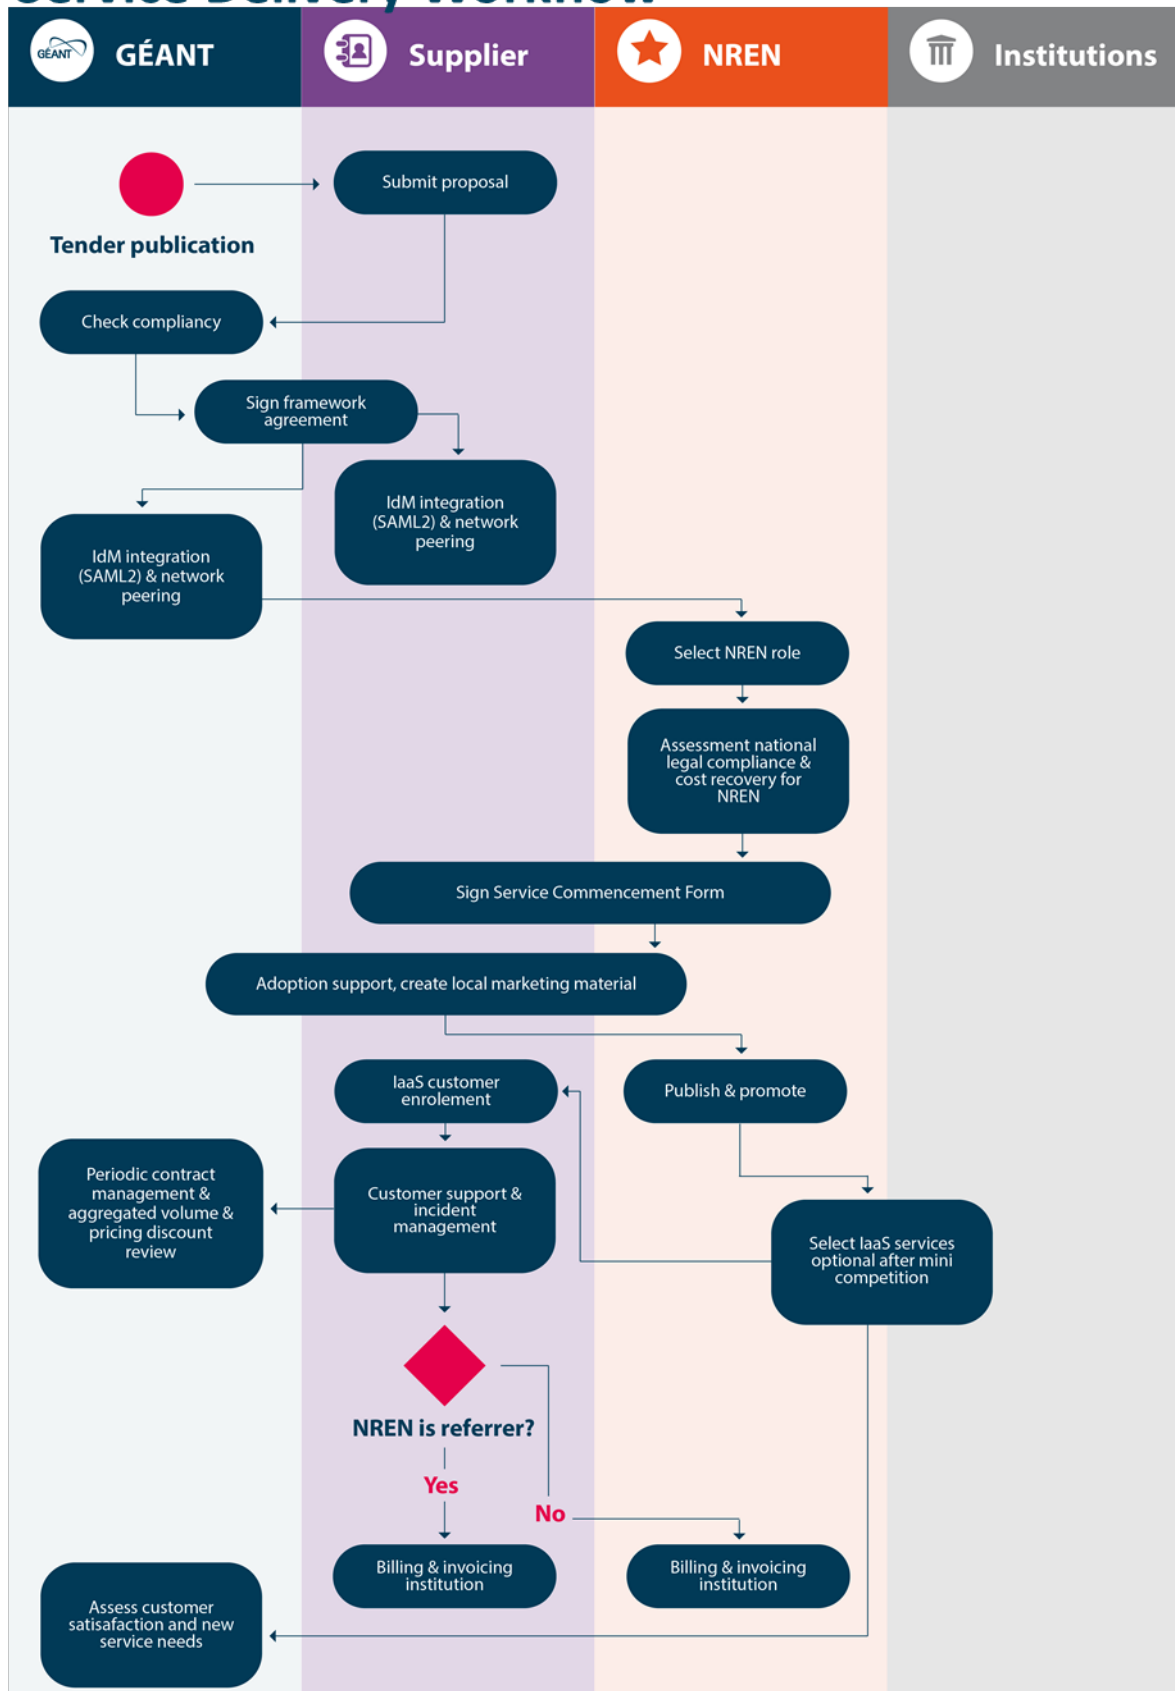 Service Delivery Workflow
GÉANT
GÉANT
Supplier
NREN
Institutions
Submit proposal
Tender publication
Check compliancy
Sign framework
agreement
IdM integration
(SAML2) & network
peering
IdM integration
(SAML2) & network
peering
Select NREN role
Assessment national
legal compliance &
cost recovery for
NREN
Sign Service Commencement Form
Adoption support, create local marketing material
IaaS customer
enrolement
Publish & promote
Periodic contract
management &
aggregated volume &
pricing discount
review
Customer support &
incident
management
Select IaaS services
optional after mini
competition
NREN is referrer?
Yes
No
Billing & invoicing
institution
Billing & invoicing
institution
Assess customer
satisafaction and new
service needs